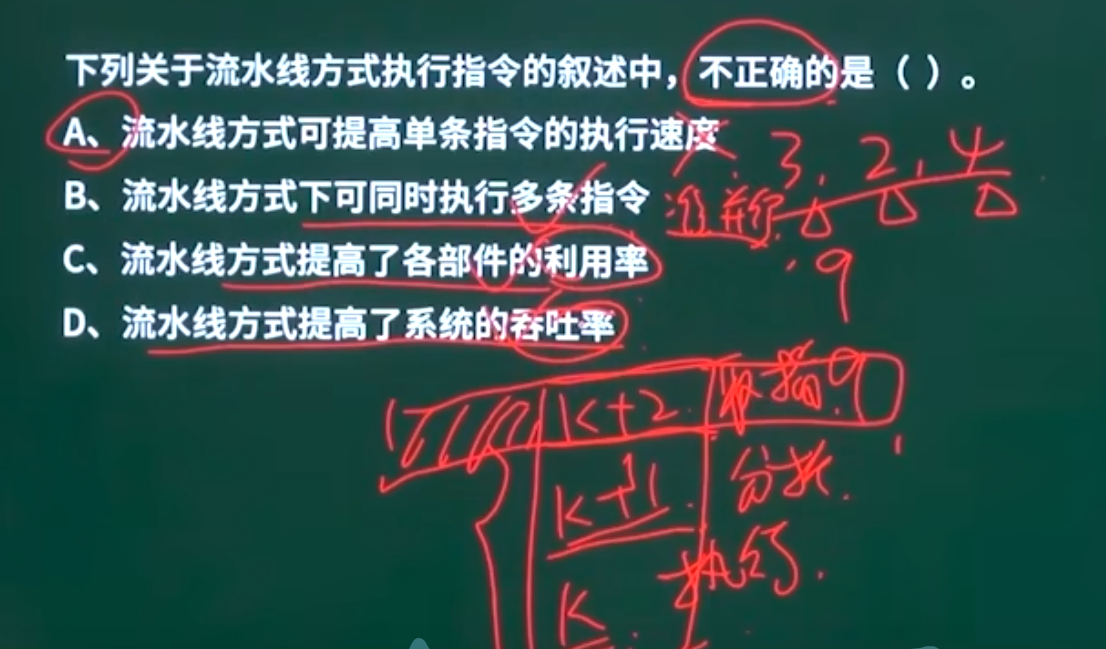 下列关于流水线方式执行指令的叙述中，不正确的是（ ）。
A、流水线方式可提高单条指令的执行速度
3，2，4
B、流水线方式下可同时执行多条指令
准并行
C、流水线方式提高了各部件的利用率
9
D、流水线方式提高了系统的吞吐率
K+2 取指
K+1 分析
K 执行